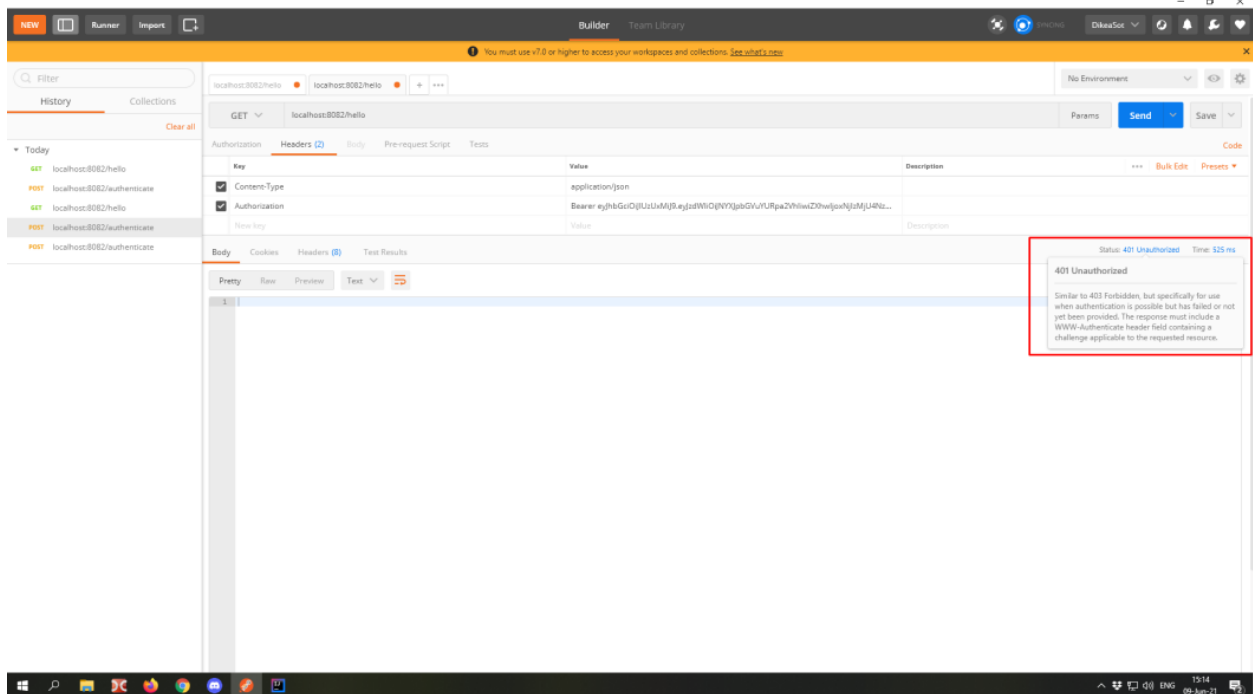 NEW Runner Import Builder Team Library SYNCING DikeaSot
You must use v7.0 or higher to access your workspaces and collections. See what's new
Filter
History Collections
Clear all
Today
GET localhost:8082/hello
POST localhost:8082/authenticate
GET localhost:8082/hello
POST localhost:8082/authenticate
POST localhost:8082/authenticate
localhost:8082/hello localhost:8082/hello + •••
No Environment
GET localhost:8082/hello Params Send Save
Authorization Headers (2) Body Pre-request Script Tests Code
Key Value Description ••• Bulk Edit Presets
Content-Type application/json
Authorization Bearer
New key Value Description
Body Cookies Headers (8) Test Results Status: 401 Unauthorized Time: 525 ms
Pretty Raw Preview Text
1
401 Unauthorized
Similar to 403 Forbidden, but specifically for use
when authentication is possible but has failed or not
yet been provided. The response must include a
WWW-Authenticate header field containing a
challenge applicable to the requested resource.
ENG 15:14
09-Jun-21